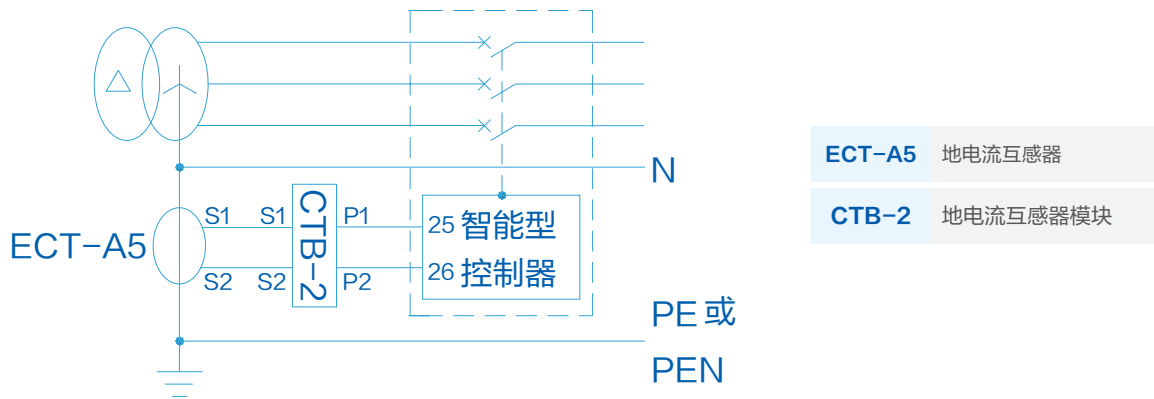 N
ECT-A5
S1
S2
S1
S2
CTB-2
P1
P2
25 智能型
26 控制器
PE 或
PEN
ECT-A5 地电流互感器
CTB-2 地电流互感器模块